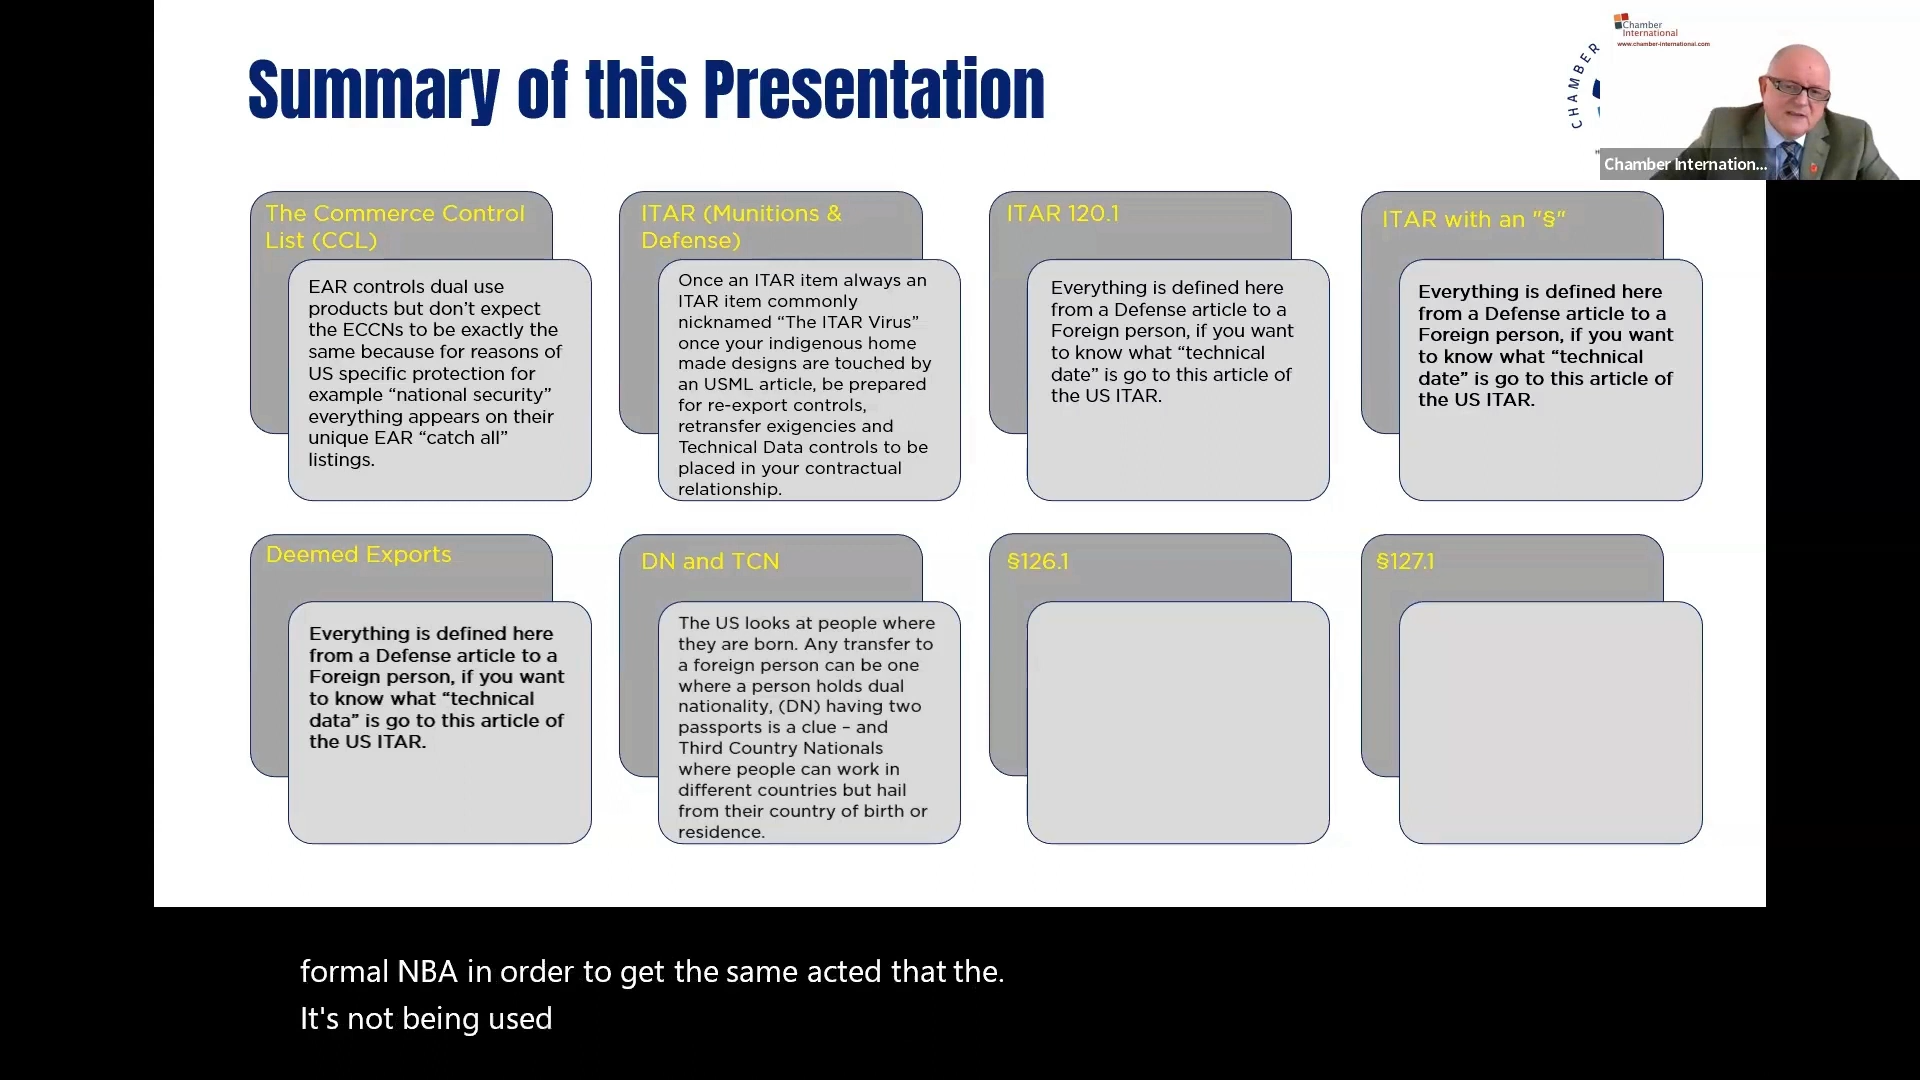 Summary of this Presentation
CHAMBER
Chamber
International
www.chamber-international.com
Chamber Internation...
The Commerce Control
List (CCL)
EAR controls dual use
products but don’t expect
the ECCNs to be exactly the
same because for reasons of
US specific protection for
example “national security”
everything appears on their
unique EAR “catch all”
listings.
ITAR (Munitions &
Defense)
Once an ITAR item always an
ITAR item commonly
nicknamed “The ITAR Virus”
once your indigenous home
made designs are touched by
an USML article, be prepared
for re-export controls,
retransfer exigencies and
Technical Data controls to be
placed in your contractual
relationship.
ITAR 120.1
Everything is defined here
from a Defense article to a
Foreign person, if you want
to know what “technical
date” is go to this article of
the US ITAR.
ITAR with an "§"
Everything is defined here
from a Defense article to a
Foreign person, if you want
to know what “technical
date” is go to this article of
the US ITAR.
Deemed Exports
Everything is defined here
from a Defense article to a
Foreign person, if you want
to know what “technical
data” is go to this article of
the US ITAR.
DN and TCN
The US looks at people where
they are born. Any transfer to
a foreign person can be one
where a person holds dual
nationality, (DN) having two
passports is a clue – and
Third Country Nationals
where people can work in
different countries but hail
from their country of birth or
residence.
§126.1
§127.1
formal NBA in order to get the same acted that the.
It's not being used